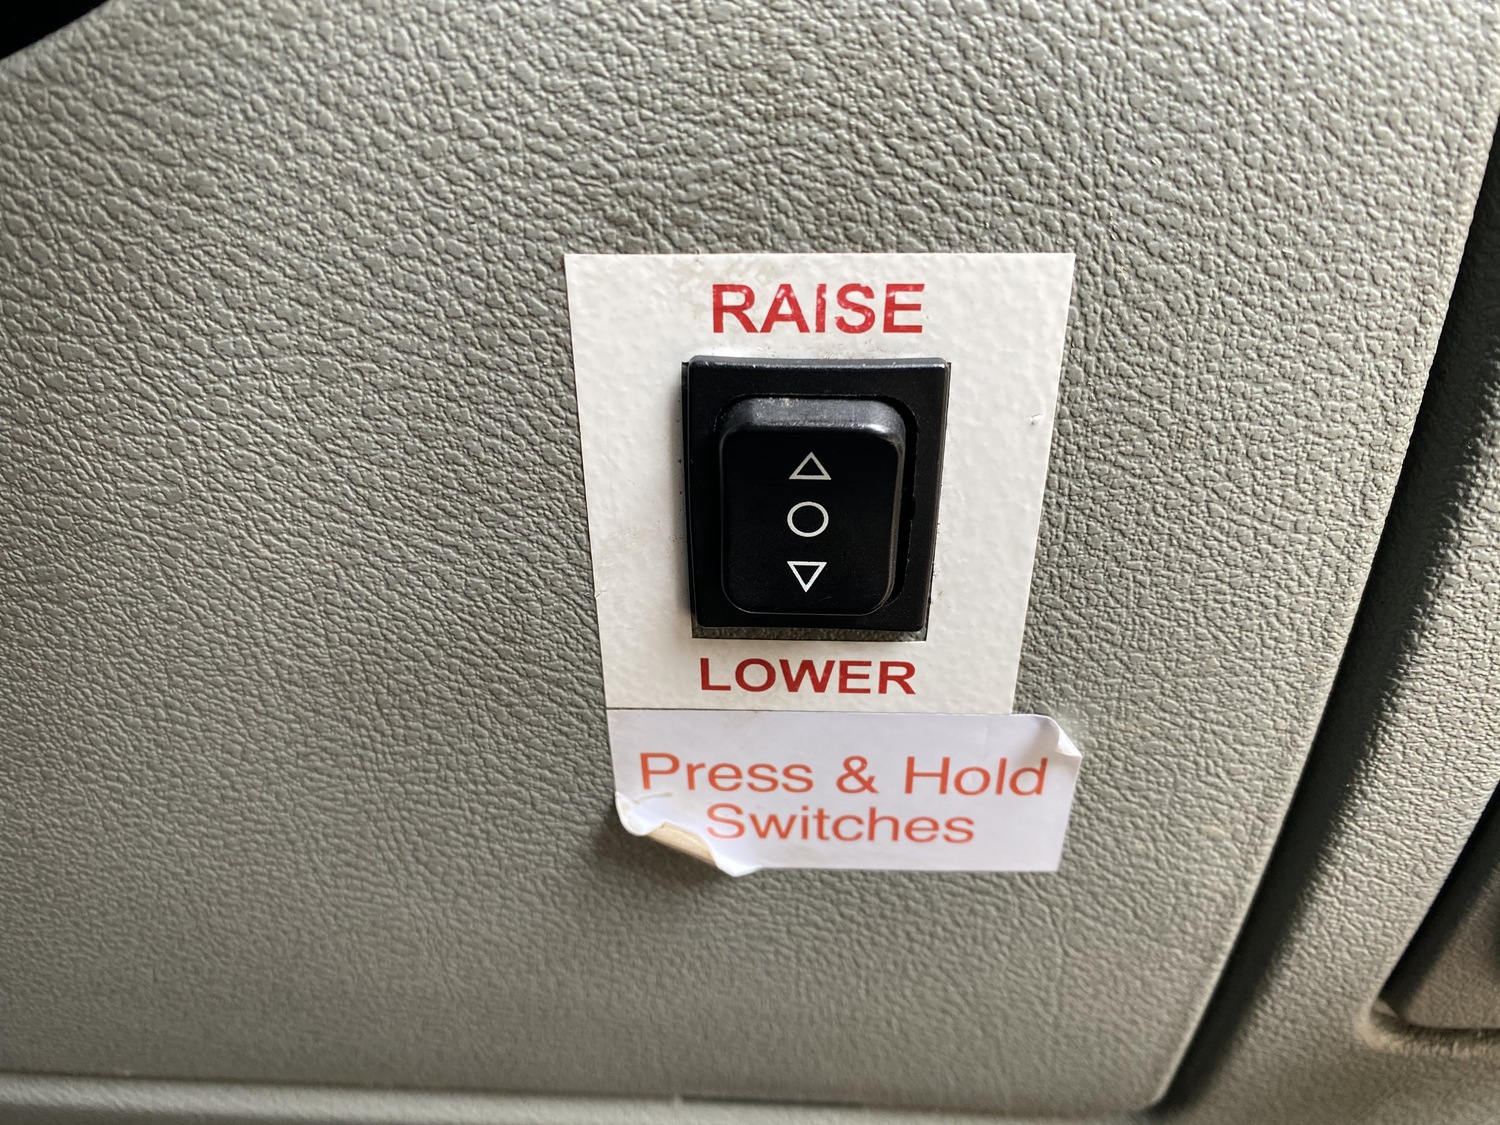 RAISE
LOWER
Press & Hold
Switches